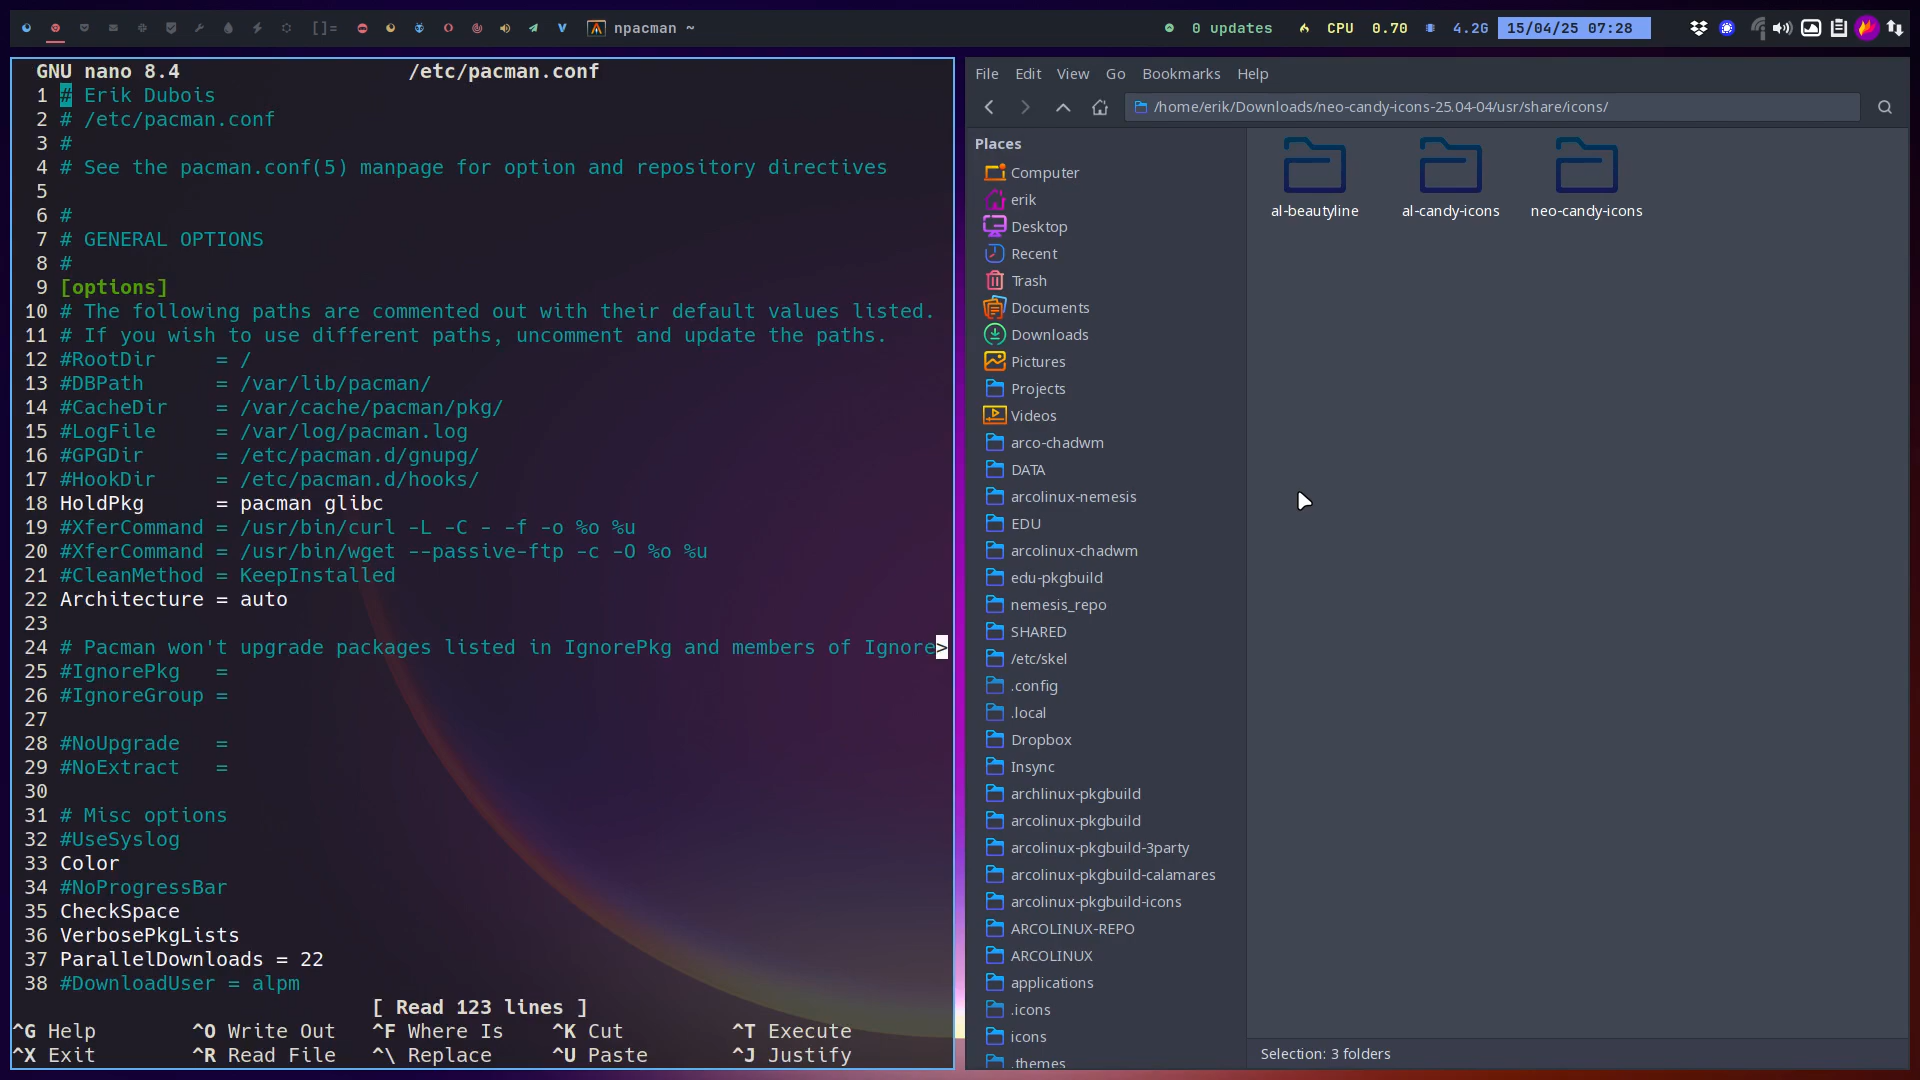 []=
npacman ~
0 updates
CPU 0.70
4.2G
15/04/25 07:28
GNU nano 8.4 /etc/pacman.conf
1 # Erik Dubois
2 # /etc/pacman.conf
3 #
4 # See the pacman.conf(5) manpage for option and repository directives
5
6 #
7 # GENERAL OPTIONS
8 #
9 [options]
10 # The following paths are commented out with their default values listed.
11 # If you wish to use different paths, uncomment and update the paths.
12 #RootDir     = /
13 #DBPath      = /var/lib/pacman/
14 #CacheDir    = /var/cache/pacman/pkg/
15 #LogFile     = /var/log/pacman.log
16 #GPGDir      = /etc/pacman.d/gnupg/
17 #HookDir     = /etc/pacman.d/hooks/
18 HoldPkg      = pacman glibc
19 #XferCommand = /usr/bin/curl -L -C - -f -o %o %u
20 #XferCommand = /usr/bin/wget --passive-ftp -c -O %o %u
21 #CleanMethod = KeepInstalled
22 Architecture = auto
23
24 # Pacman won't upgrade packages listed in IgnorePkg and members of Ignore>
25 #IgnorePkg   =
26 #IgnoreGroup =
27
28 #NoUpgrade   =
29 #NoExtract   =
30
31 # Misc options
32 #UseSyslog
33 Color
34 #NoProgressBar
35 CheckSpace
36 VerbosePkgLists
37 ParallelDownloads = 22
38 #DownloadUser = alpm
[ Read 123 lines ]
^G Help ^O Write Out ^F Where Is ^K Cut ^T Execute
^X Exit ^R Read File ^\ Replace ^U Paste ^J Justify
File Edit View Go Bookmarks Help
/home/erik/Downloads/neo-candy-icons-25.04-04/usr/share/icons/
Places
Computer
erik
Desktop
Recent
Trash
Documents
Downloads
Pictures
Projects
Videos
arco-chadwm
DATA
arcolinux-nemesis
EDU
arcolinux-chadwm
edu-pkgbuild
nemesis_repo
SHARED
/etc/skel
.config
.local
Dropbox
Insync
archlinux-pkgbuild
arcolinux-pkgbuild
arcolinux-pkgbuild-3party
arcolinux-pkgbuild-calamares
arcolinux-pkgbuild-icons
ARCOLINUX-REPO
ARCOLINUX
applications
.icons
icons
.themes
al-beautyline
al-candy-icons
neo-candy-icons
Selection: 3 folders